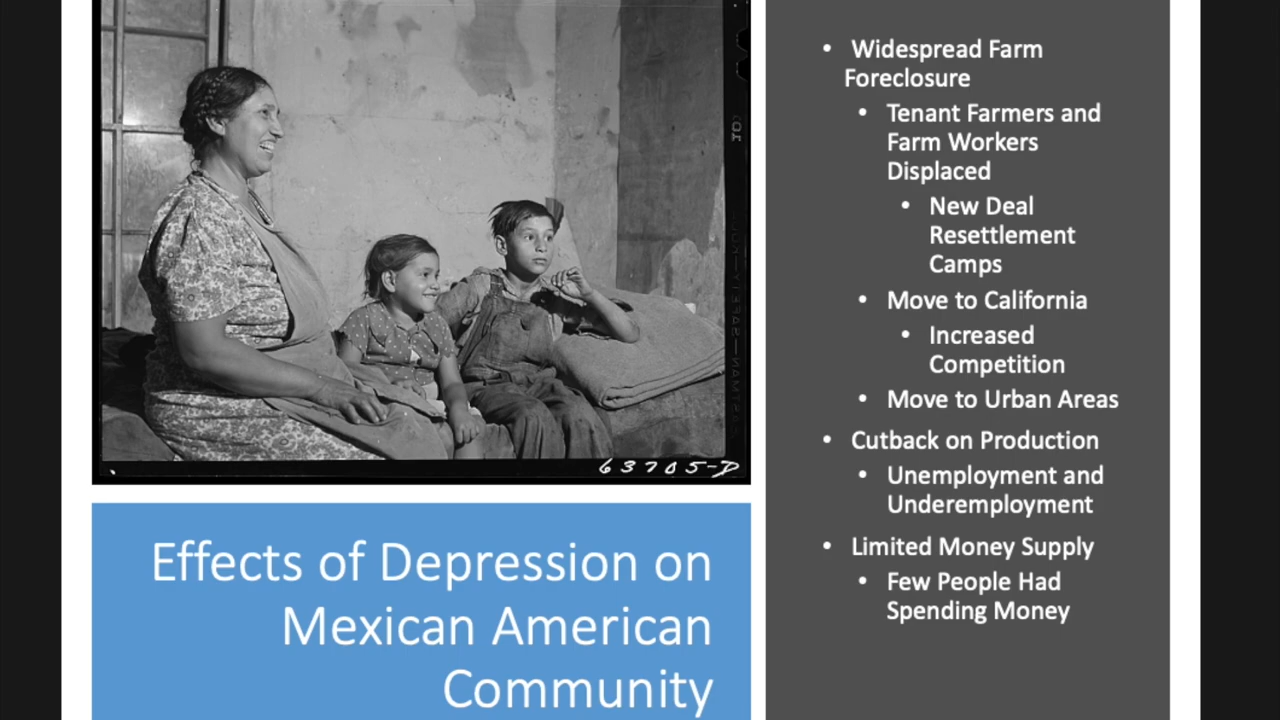 63705-D
Effects of Depression on
Mexican American
Community
• Widespread Farm
Foreclosure
• Tenant Farmers and
Farm Workers
Displaced
• New Deal
Resettlement
Camps
• Move to California
• Increased
Competition
• Move to Urban Areas
• Cutback on Production
• Unemployment and
Underemployment
• Limited Money Supply
• Few People Had
Spending Money